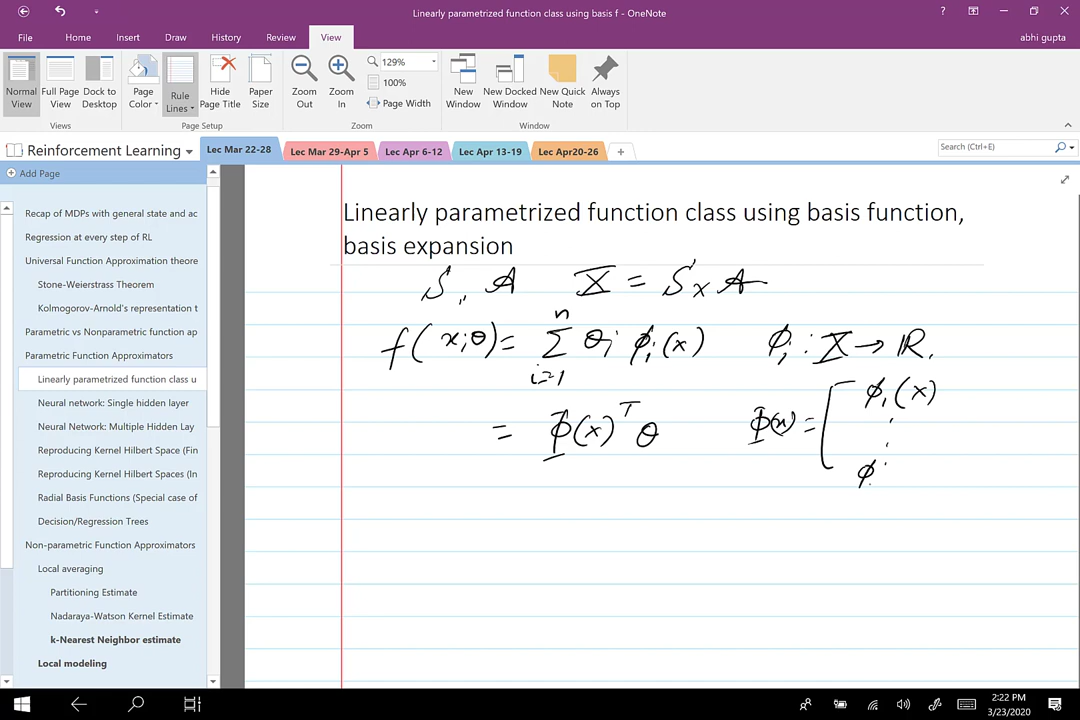 Linearly parametrized function class using basis f - OneNote
File Home Insert Draw History Review View abhi gupta
Normal View Full Page View Dock to Desktop Page Color Rule Lines Hide Page Title Paper Size Zoom Out Zoom In 129% 100% Page Width New Window New Docked Window New Quick Note Always on Top
Views Page Setup Zoom Window
Reinforcement Learning Lec Mar 22-28 Lec Mar 29-Apr 5 Lec Apr 6-12 Lec Apr 13-19 Lec Apr20-26 + Search (Ctrl+E)
Add Page
Recap of MDPs with general state and ac
Regression at every step of RL
Universal Function Approximation theore
Stone-Weierstrass Theorem
Kolmogorov-Arnold's representation t
Parametric vs Nonparametric function ap
Parametric Function Approximators
Linearly parametrized function class u
Neural network: Single hidden layer
Neural Network: Multiple Hidden Lay
Reproducing Kernel Hilbert Space (Fin
Reproducing Kernel Hilbert Spaces (In
Radial Basis Functions (Special case of
Decision/Regression Trees
Non-parametric Function Approximators
Local averaging
Partitioning Estimate
Nadaraya-Watson Kernel Estimate
k-Nearest Neighbor estimate
Local modeling
Linearly parametrized function class using basis function,
basis expansion
S, A X = S x A
f(x;θ) = Σ_{i=1}^{n} θ_i φ_i(x) φ_i : X → ℝ.
= Φ(x)^T θ Φ(x) = [ φ_1(x)
⋮
φ
2:22 PM
3/23/2020